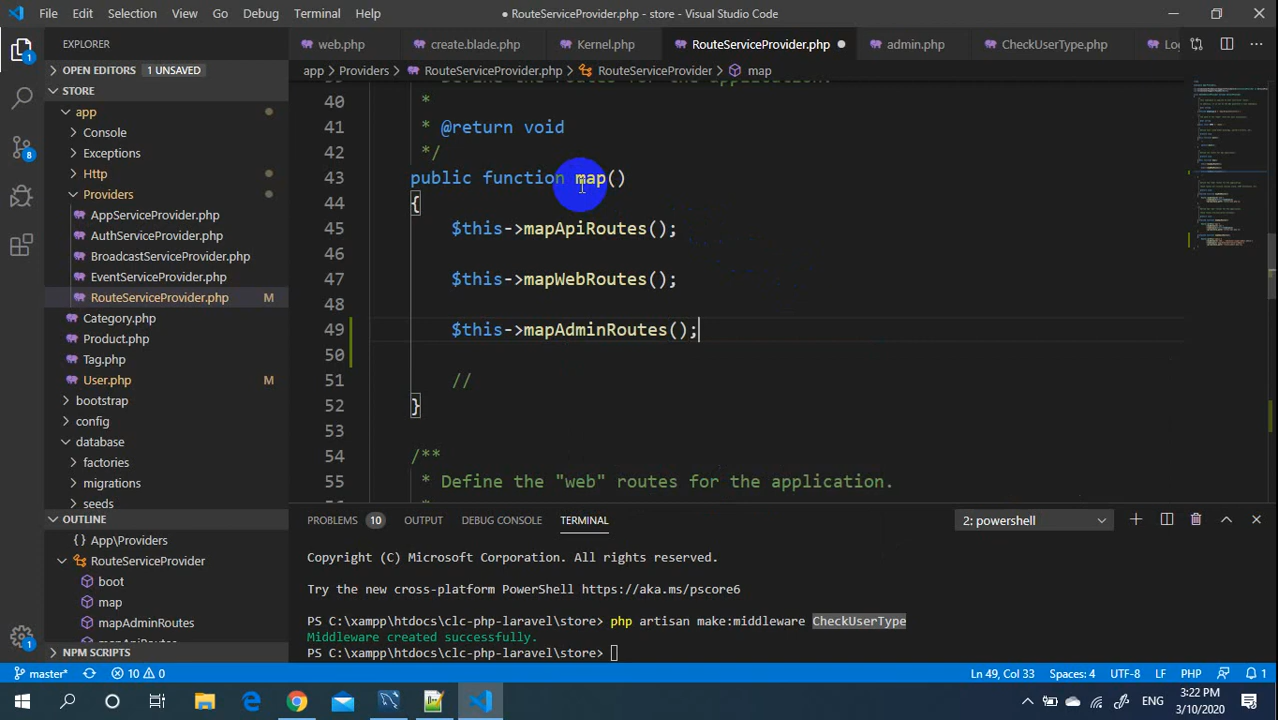 File Edit Selection View Go Debug Terminal Help
● RouteServiceProvider.php - store - Visual Studio Code
EXPLORER
web.php create.blade.php Kernel.php RouteServiceProvider.php ● admin.php CheckUserType.php
OPEN EDITORS 1 UNSAVED
app > Providers > RouteServiceProvider.php > RouteServiceProvider > map
STORE
app
Console
Exceptions
Http
Providers
AppServiceProvider.php
AuthServiceProvider.php
BroadcastServiceProvider.php
EventServiceProvider.php
RouteServiceProvider.php M
Category.php
Product.php
Tag.php
User.php M
bootstrap
config
database
factories
migrations
seeds
OUTLINE
App\Providers
RouteServiceProvider
boot
map
mapAdminRoutes
NPM SCRIPTS
1
8
1
40 *
41 * @return void
42 */
43 public function map()
44 {
45 $this->mapApiRoutes();
46
47 $this->mapWebRoutes();
48
49 $this->mapAdminRoutes();
50
51 //
52 }
53
54 /**
55 * Define the "web" routes for the application.
PROBLEMS 10 OUTPUT DEBUG CONSOLE TERMINAL 2: powershell
Copyright (C) Microsoft Corporation. All rights reserved.
Try the new cross-platform PowerShell https://aka.ms/pscore6
PS C:\xampp\htdocs\clc-php-laravel\store> php artisan make:middleware CheckUserType
Middleware created successfully.
PS C:\xampp\htdocs\clc-php-laravel\store>
master* 10 0 Ln 49, Col 33 Spaces: 4 UTF-8 LF PHP 1
ENG 3:22 PM
3/10/2020